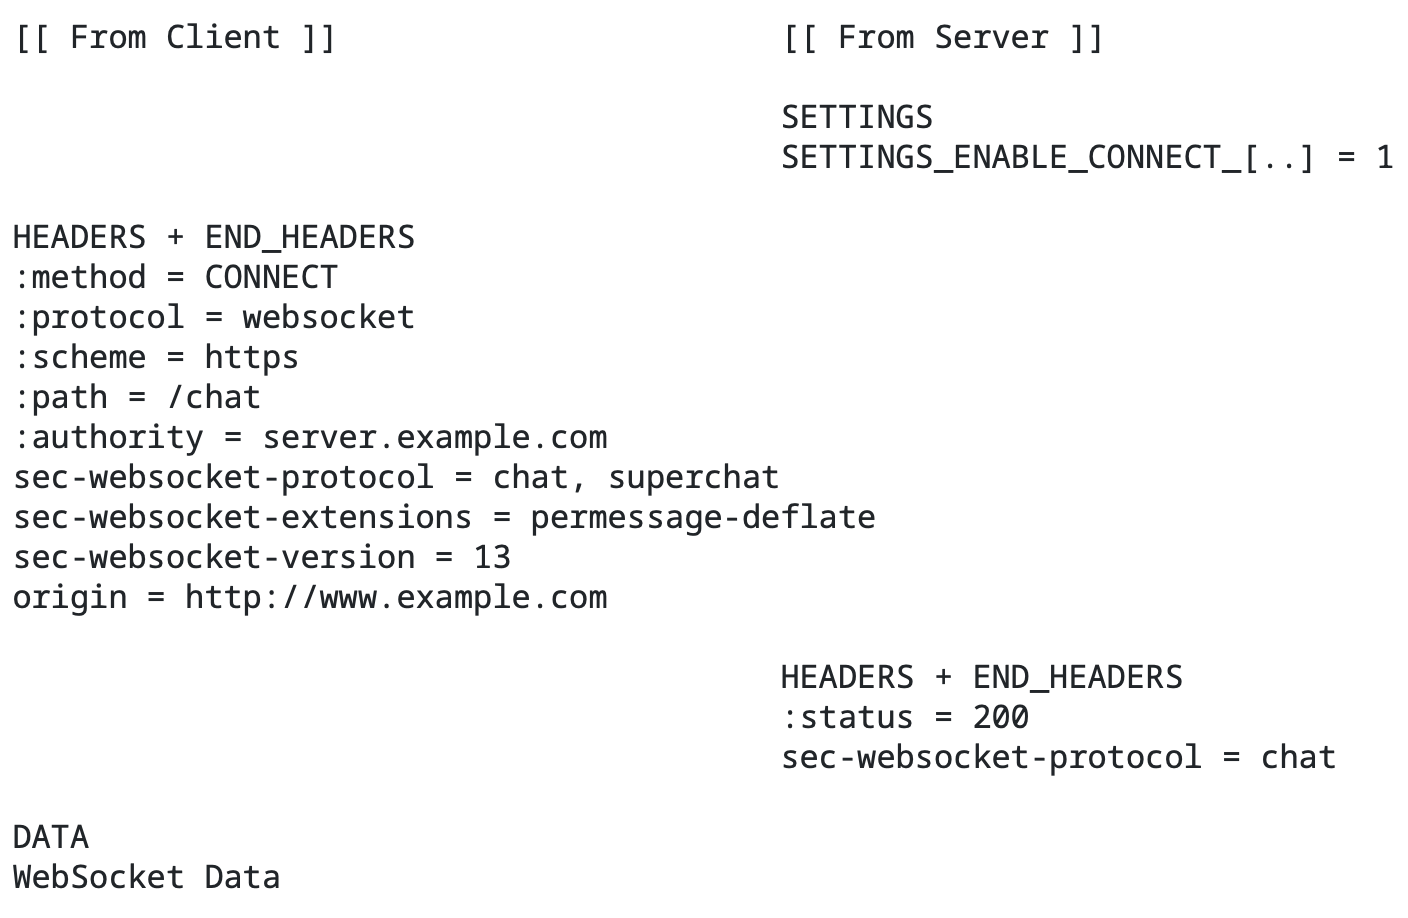 [[ From Client ]] [[ From Server ]]
SETTINGS
SETTINGS_ENABLE_CONNECT_[..] = 1
HEADERS + END_HEADERS
:method = CONNECT
:protocol = websocket
:scheme = https
:path = /chat
:authority = server.example.com
sec-websocket-protocol = chat, superchat
sec-websocket-extensions = permessage-deflate
sec-websocket-version = 13
origin = http://www.example.com
HEADERS + END_HEADERS
:status = 200
sec-websocket-protocol = chat
DATA
WebSocket Data